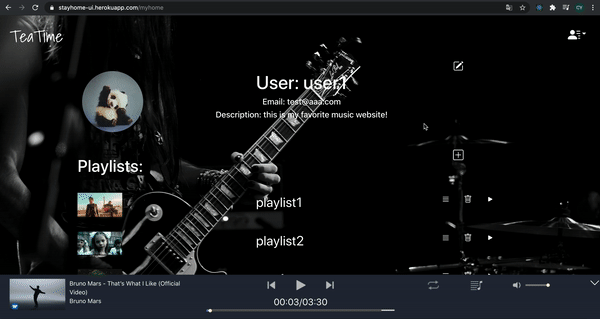 stayhome-ui.herokuapp.com/myhome
CY
TeaTime
User: user1
Email: test@aaa.com
Description: this is my favorite music website!
Playlists:
playlist1
playlist2
Bruno Mars - That's What I Like (Official
Video)
Bruno Mars
00:03/03:30